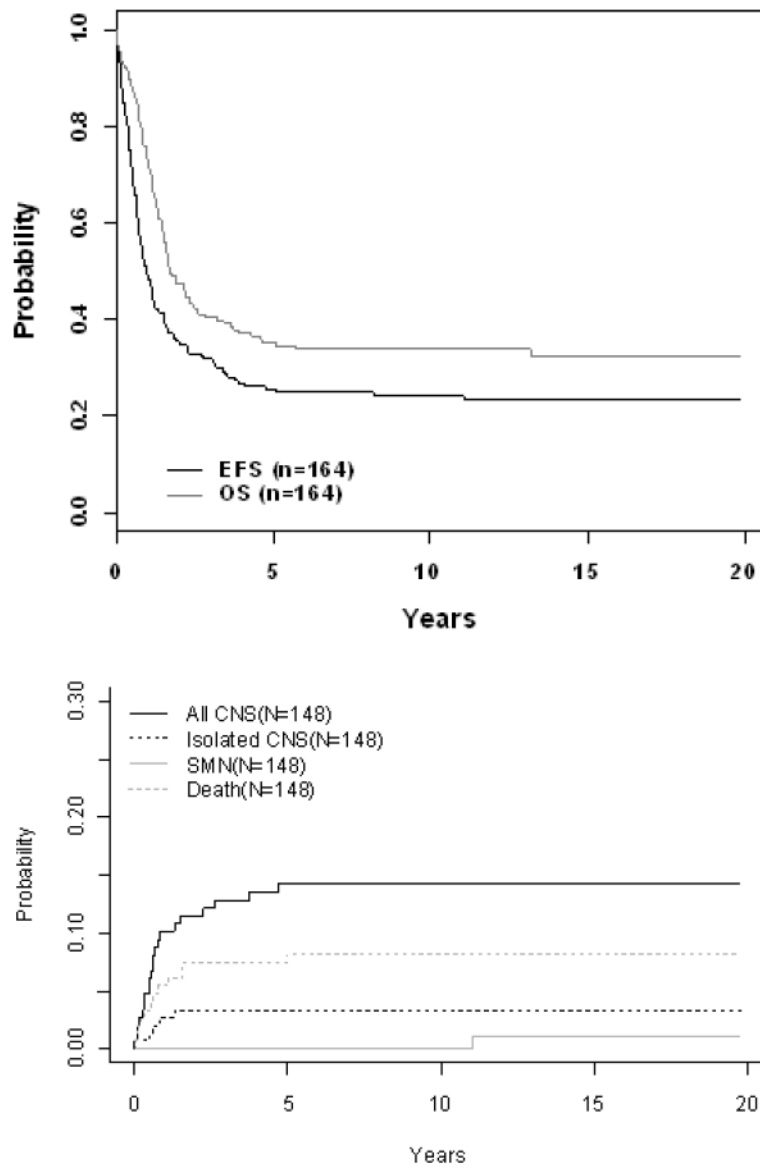 1.0
0.8
0.6
0.4
0.2
0.0
Probability
EFS (n=164)
OS (n=164)
0 5 10 15 20
Years
0.30
0.20
0.10
0.00
Probability
All CNS(N=148)
Isolated CNS(N=148)
SMN(N=148)
Death(N=148)
0 5 10 15 20
Years